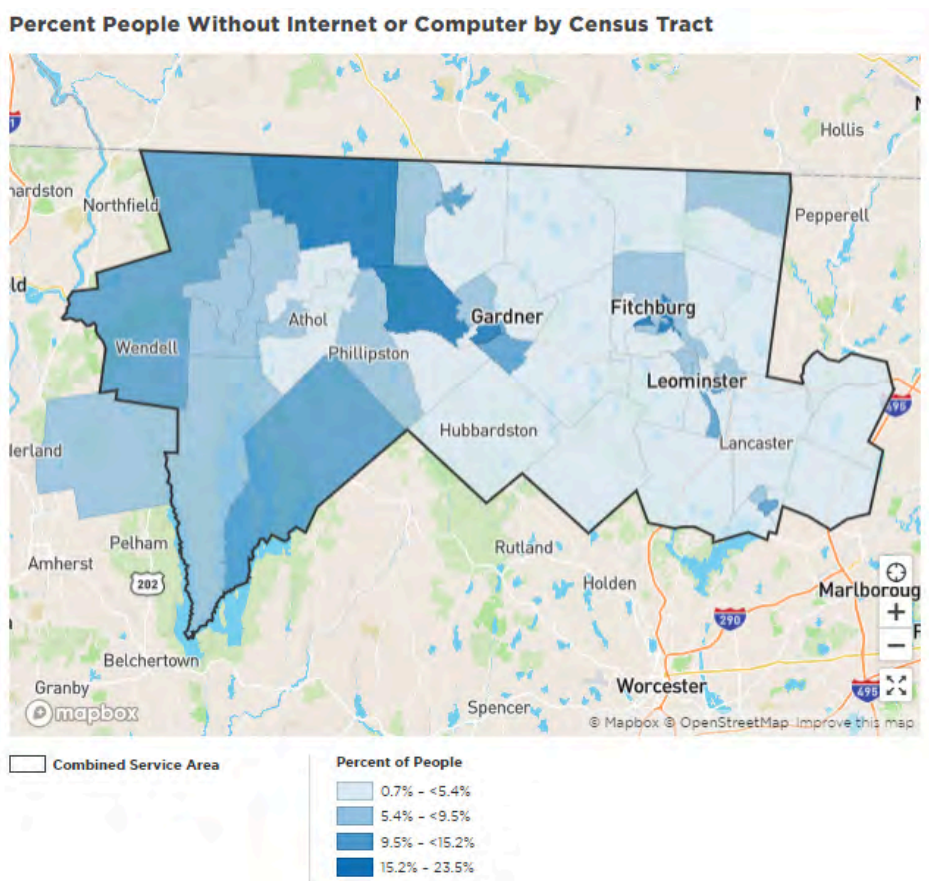 Percent People Without Internet or Computer by Census Tract
Hollis
hardston
Northfield
Pepperell
ld
Athol
Gardner
Fitchburg
Wendell
Phillipston
Leominster
495
Hubbardston
Lancaster
lerland
Pelham
Rutland
Amherst
202
Holden
Marlboroug
290
Belchertown
Granby
Worcester
495
Spencer
mapbox
© Mapbox © OpenStreetMap Improve this map
Combined Service Area
Percent of People
0.7% - <5.4%
5.4% - <9.5%
9.5% - <15.2%
15.2% - 23.5%